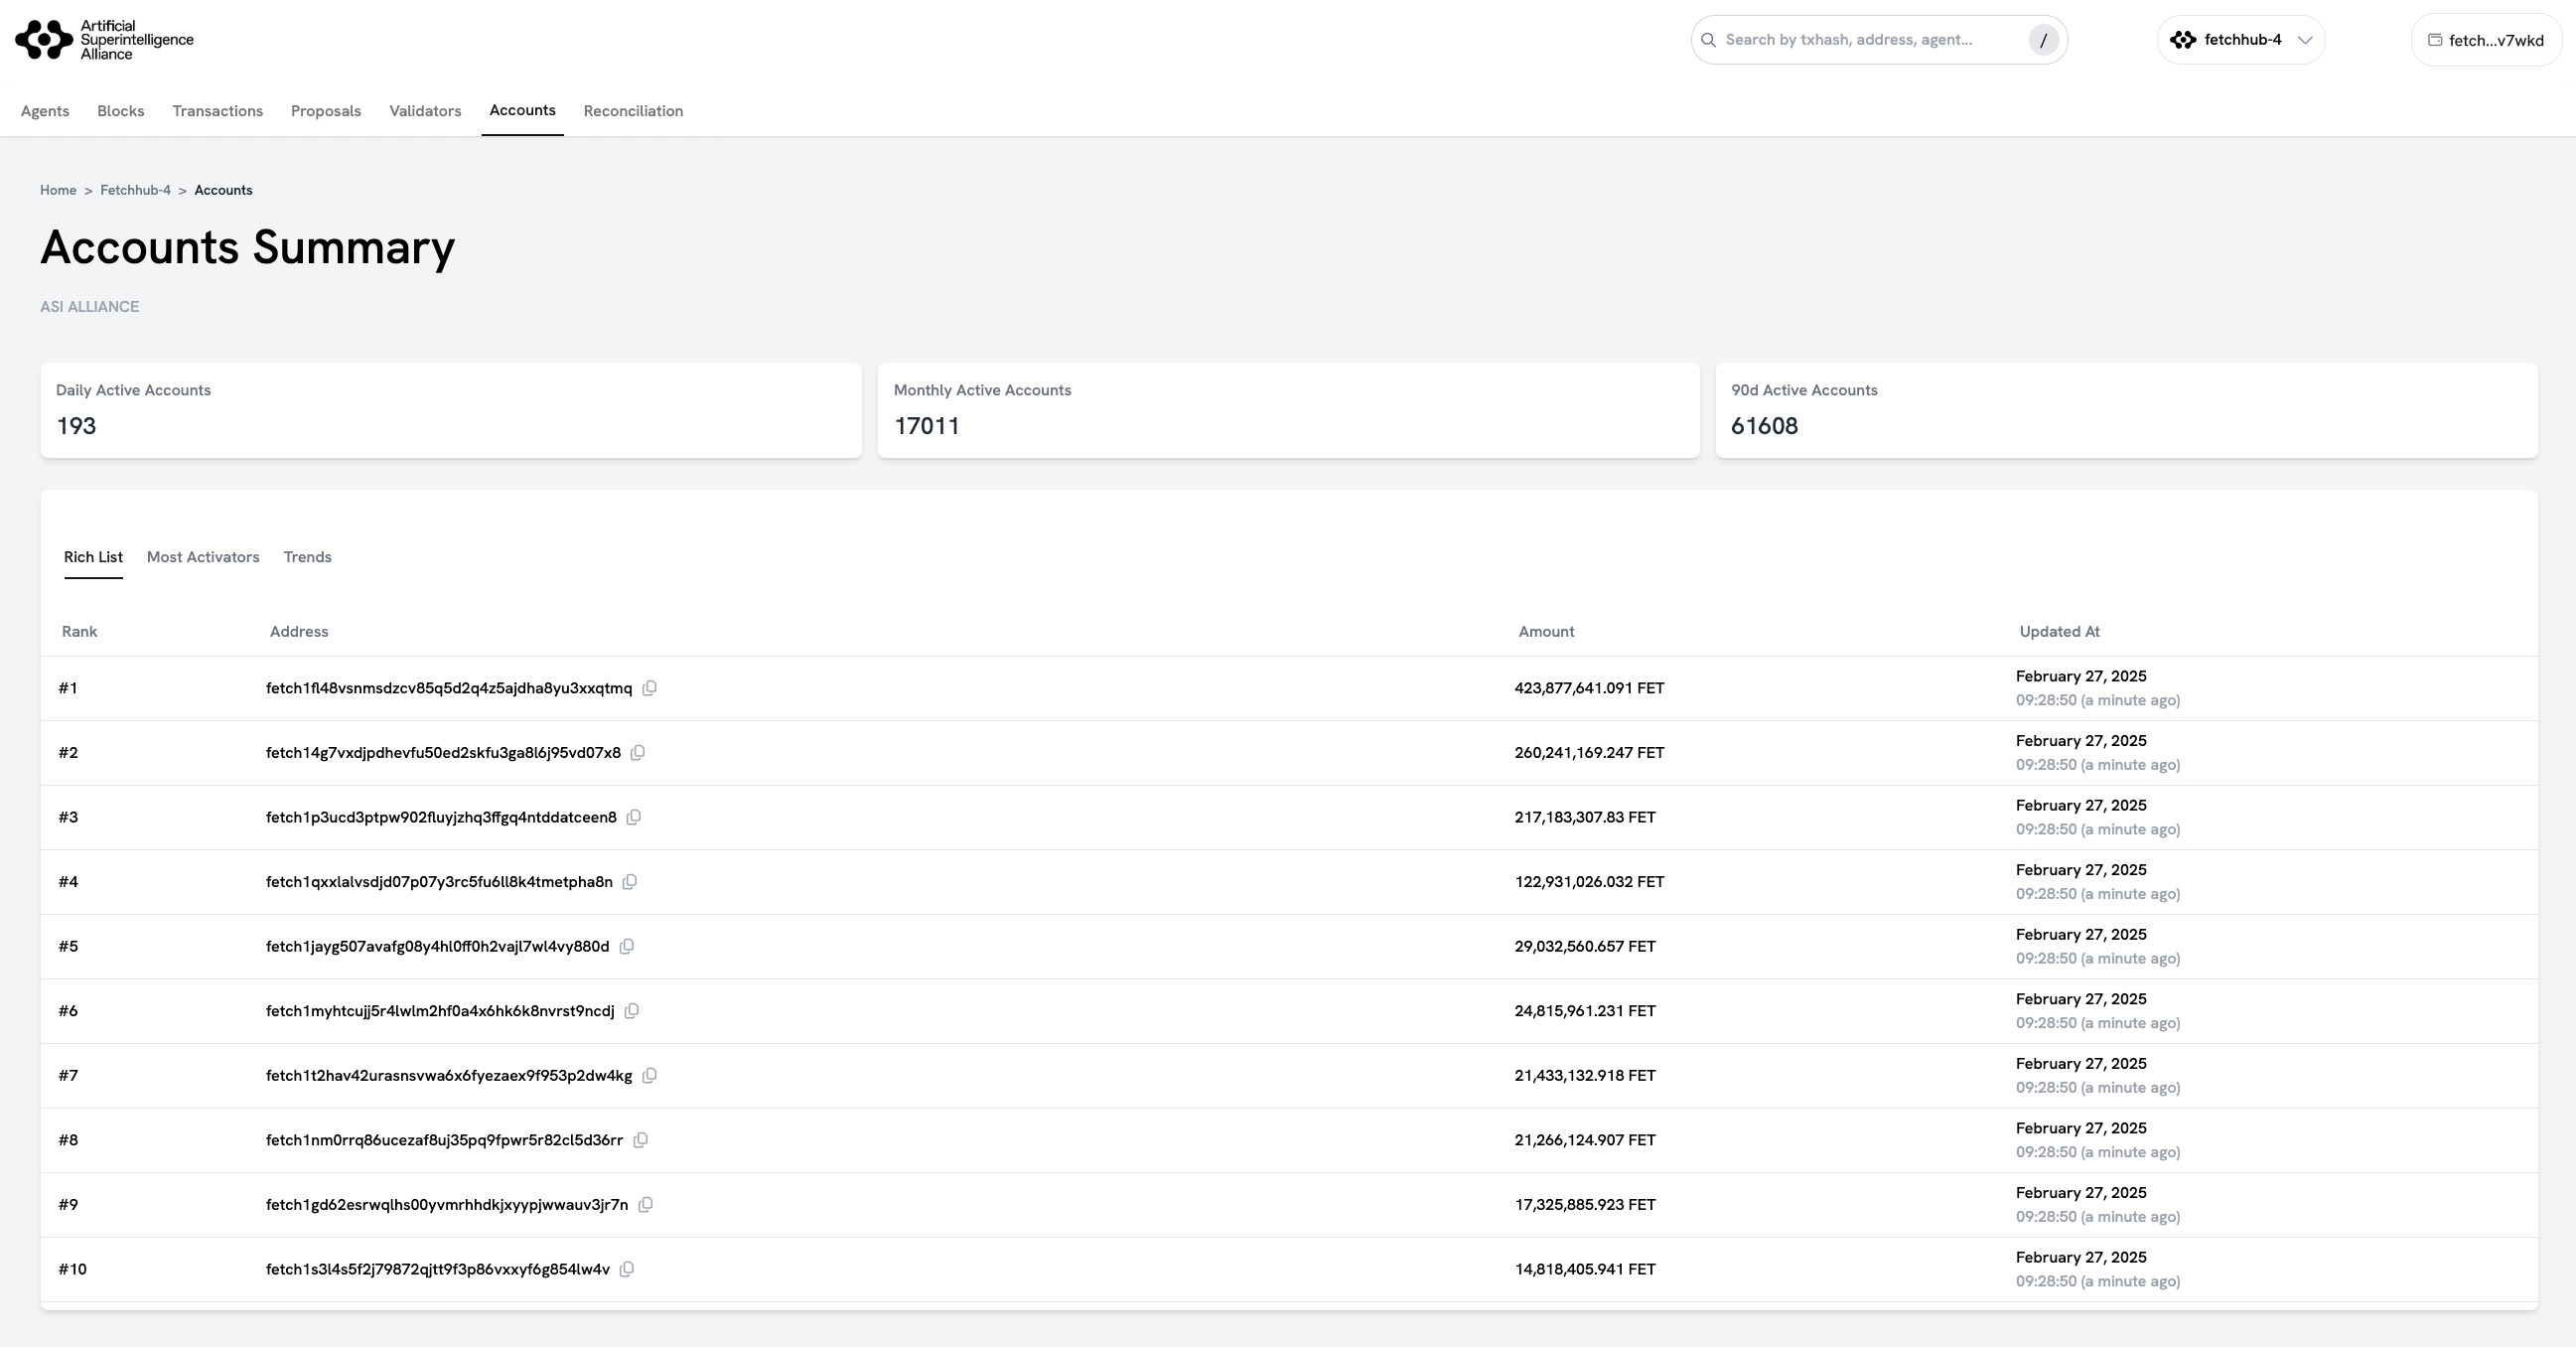 Artificial
Superintelligence
Alliance
Search by txhash, address, agent... /
fetchhub-4
fetch...v7wkd
Agents Blocks Transactions Proposals Validators Accounts Reconciliation
Home > Fetchhub-4 > Accounts
Accounts Summary
ASI ALLIANCE
Daily Active Accounts
193
Monthly Active Accounts
17011
90d Active Accounts
61608
Rich List Most Activators Trends
Rank Address Amount Updated At
#1 fetch1fl48vsnmsdzcv85q5d2q4z5ajdha8yu3xxqtmq 423,877,641.091 FET February 27, 2025
09:28:50 (a minute ago)
#2 fetch14g7vxdjpdhevfu50ed2skfu3ga8l6j95vd07x8 260,241,169.247 FET February 27, 2025
09:28:50 (a minute ago)
#3 fetch1p3ucd3ptpw902fluyjzhq3ffgq4ntddatceen8 217,183,307.83 FET February 27, 2025
09:28:50 (a minute ago)
#4 fetch1qxxlalvsdjd07p07y3rc5fu6ll8k4tmetpha8n 122,931,026.032 FET February 27, 2025
09:28:50 (a minute ago)
#5 fetch1jayg507avafg08y4hl0ff0h2vajl7wl4vy880d 29,032,560.657 FET February 27, 2025
09:28:50 (a minute ago)
#6 fetch1myhtcujj5r4lwlm2hf0a4x6hk6k8nvrst9ncdj 24,815,961.231 FET February 27, 2025
09:28:50 (a minute ago)
#7 fetch1t2hav42urasnsvwa6x6fyezaex9f953p2dw4kg 21,433,132.918 FET February 27, 2025
09:28:50 (a minute ago)
#8 fetch1nm0rrq86ucezaf8uj35pq9fpwr5r82cl5d36rr 21,266,124.907 FET February 27, 2025
09:28:50 (a minute ago)
#9 fetch1gd62esrwqlhs00yvmrhhdkjxyypjwwauv3jr7n 17,325,885.923 FET February 27, 2025
09:28:50 (a minute ago)
#10 fetch1s3l4s5f2j79872qjtt9f3p86vxxyf6g854lw4v 14,818,405.941 FET February 27, 2025
09:28:50 (a minute ago)